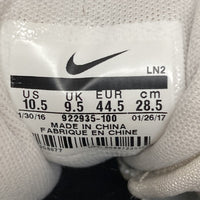 LN2
US UK EUR cm
10.5 9.5 44.5 28.5
1/30/16 922935-100 01/26/17
MADE IN CHINA
FABRIQUE EN CHINE